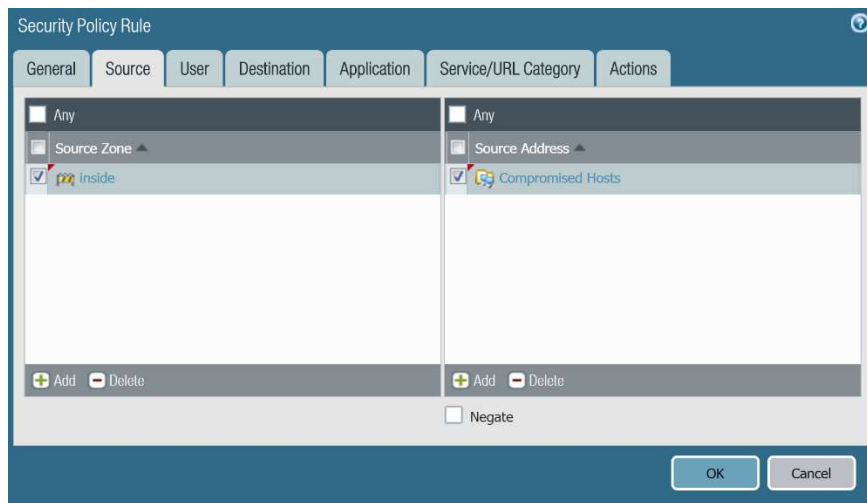 Security Policy Rule
General Source User Destination Application Service/URL Category Actions
Any Any
Source Zone Source Address
inside Compromised Hosts
Add Delete Add Delete
Negate
OK Cancel